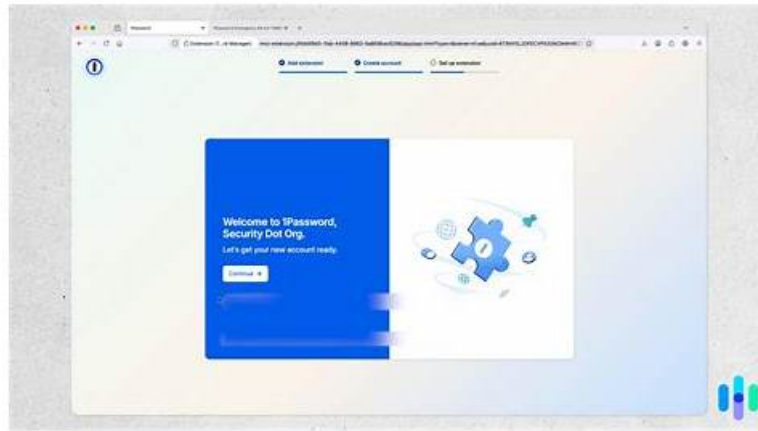 1Password
Add extension
Create account
Set up extension
Welcome to 1Password,
Security Dot Org.
Let's get your new account ready.
Continue →